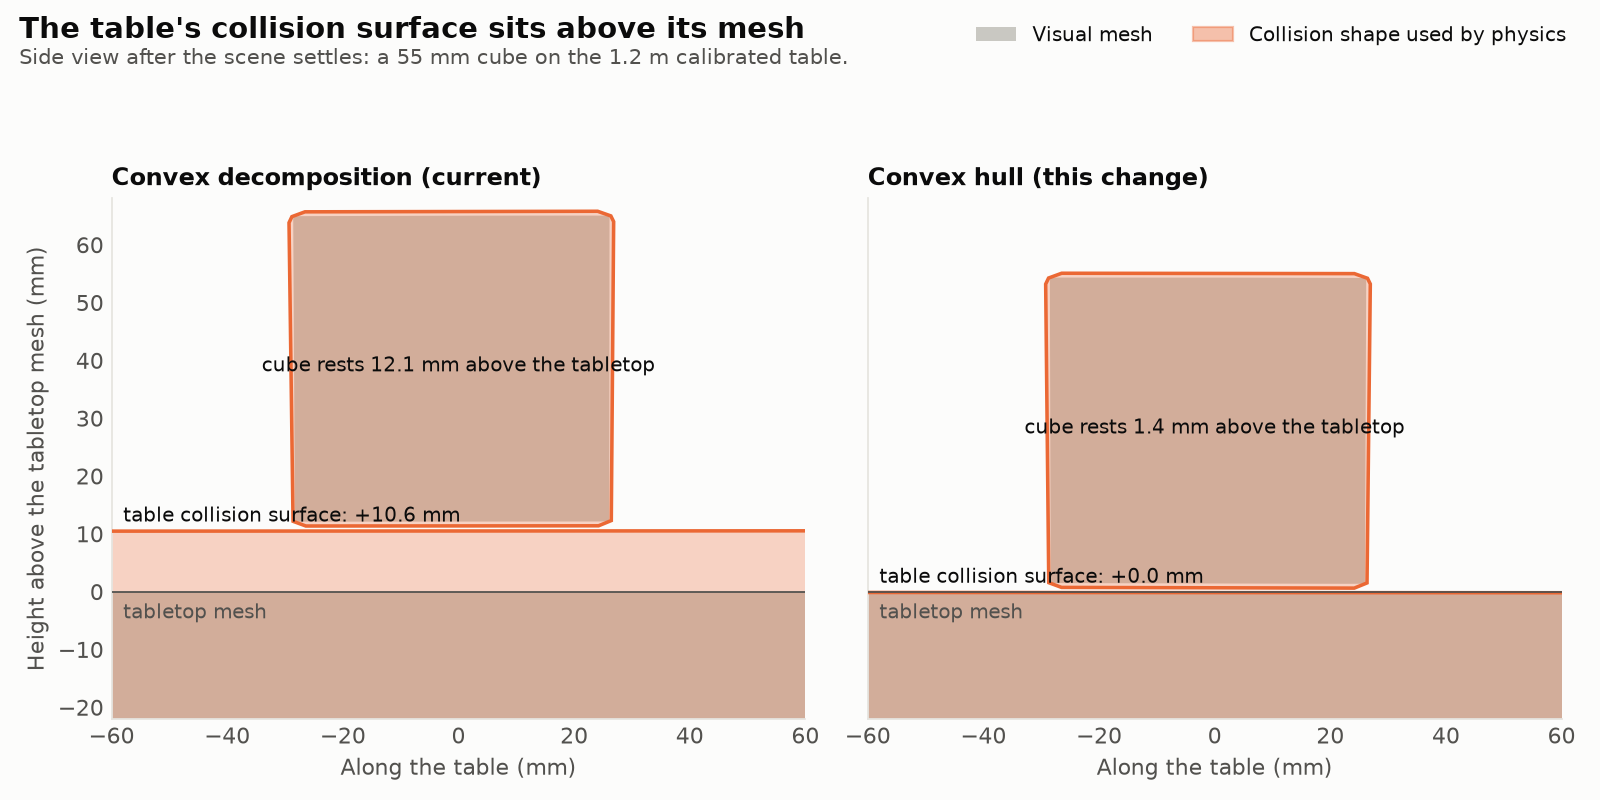 The table's collision surface sits above its mesh
Side view after the scene settles: a 55 mm cube on the 1.2 m calibrated table.
Visual mesh
Collision shape used by physics
Convex decomposition (current)
Height above the tabletop mesh (mm)
60
50
40
30
20
10
0
−10
−20
cube rests 12.1 mm above the tabletop
table collision surface: +10.6 mm
tabletop mesh
−60
−40
−20
0
20
40
60
Along the table (mm)
Convex hull (this change)
cube rests 1.4 mm above the tabletop
table collision surface: +0.0 mm
tabletop mesh
−60
−40
−20
0
20
40
60
Along the table (mm)